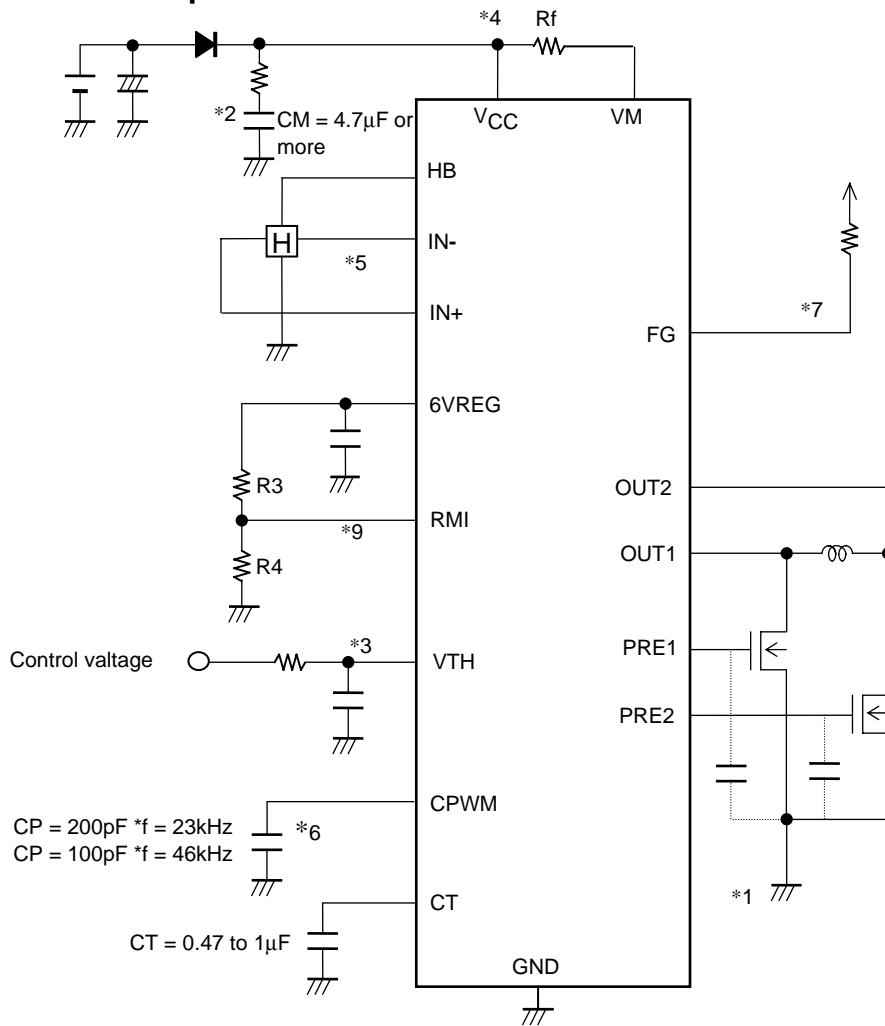 *4 Rf
VCC VM
*2 CM = 4.7μF or
more
HB
H IN-
*5
IN+
*7
FG
6VREG
R3
OUT2
*9 RMI
OUT1
R4
*3
Control valtage VTH
PRE1
PRE2
CPWM
CP = 200pF *f = 23kHz *6
CP = 100pF *f = 46kHz
*1
CT
CT = 0.47 to 1μF
GND